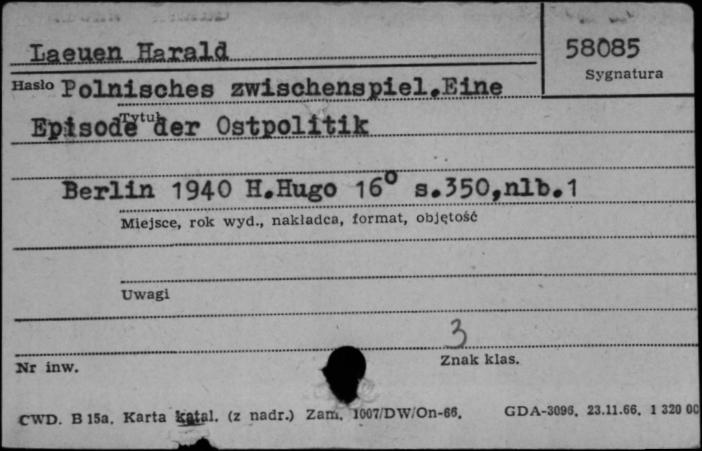 Laeuen Harald
58085
Sygnatura
Hasło Polnisches zwischenspiel.Eine
Tytuł
Episode der Ostpolitik
Berlin 1940 H.Hugo 16° s.350,nlb.1
Miejsce, rok wyd., nakładca, format, objętość
Uwagi
3
Nr inw.
Znak klas.
CWD. B 15a. Karta katal. (z nadr.) Zam. 1007/DW/On-66. GDA-3096. 23.11.66. 1 320 00